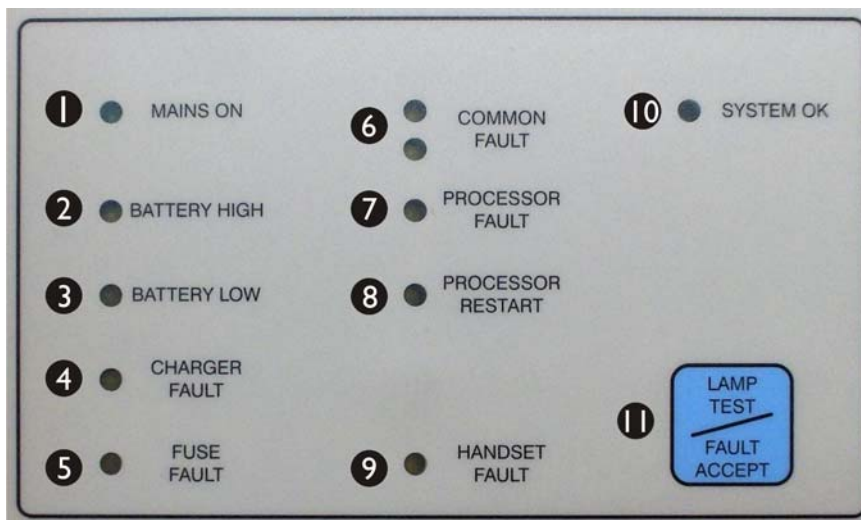 1 MAINS ON
2 BATTERY HIGH
3 BATTERY LOW
4 CHARGER
FAULT
5 FUSE
FAULT
6 COMMON
FAULT
7 PROCESSOR
FAULT
8 PROCESSOR
RESTART
9 HANDSET
FAULT
10 SYSTEM OK
11 LAMP
TEST
FAULT
ACCEPT